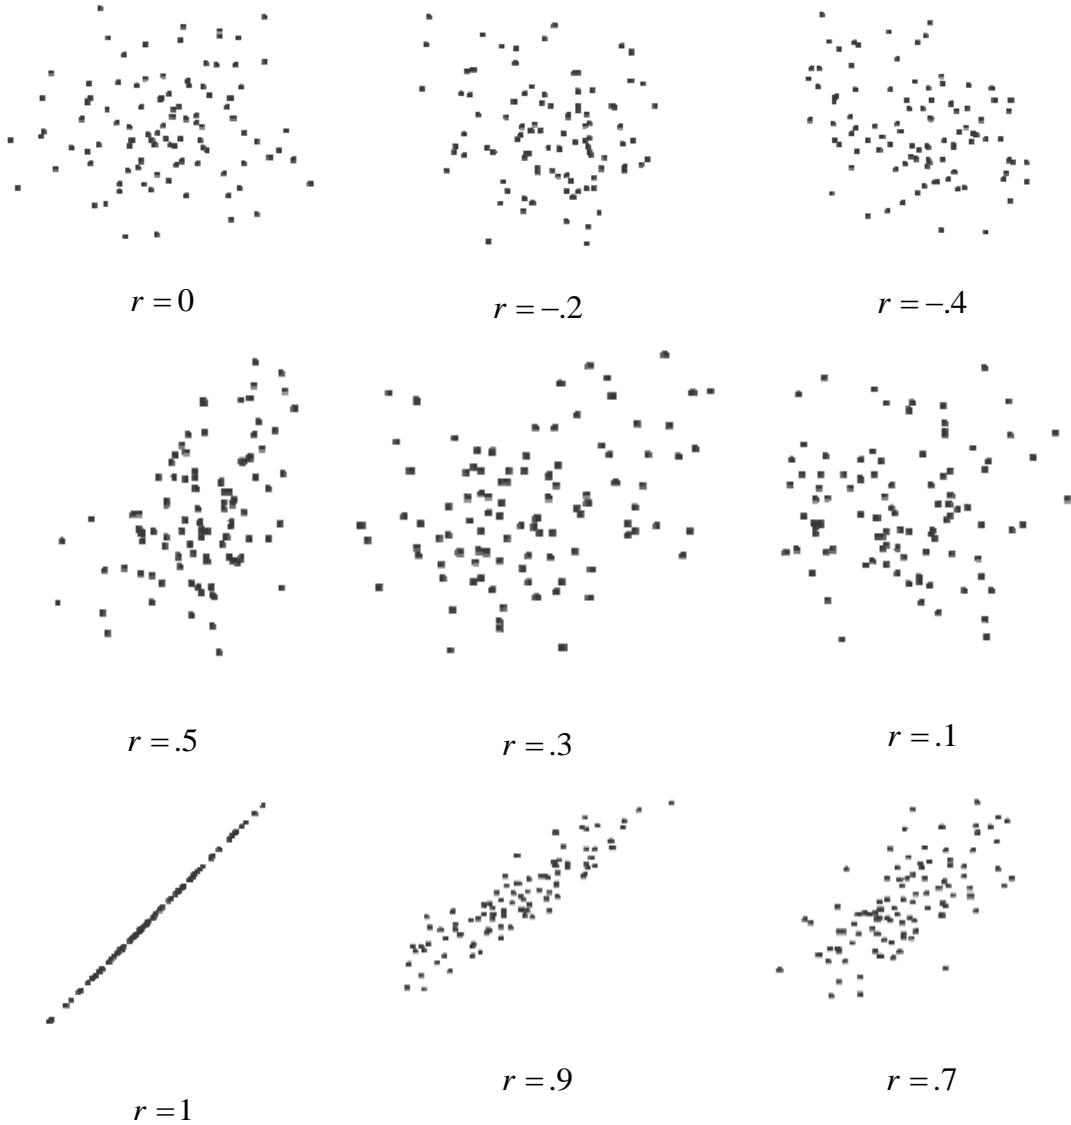 r = 0
r = -.2
r = -.4
r = .5
r = .3
r = .1
r = 1
r = .9
r = .7